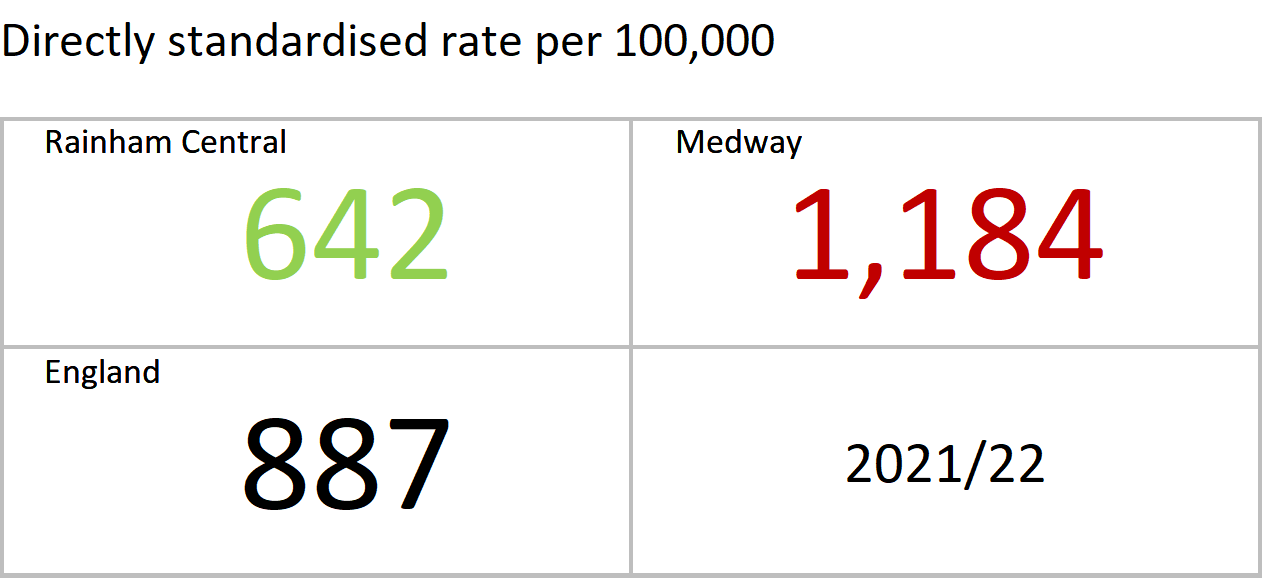 Directly standardised rate per 100,000
Rainham Central
642
Medway
1,184
England
887
2021/22